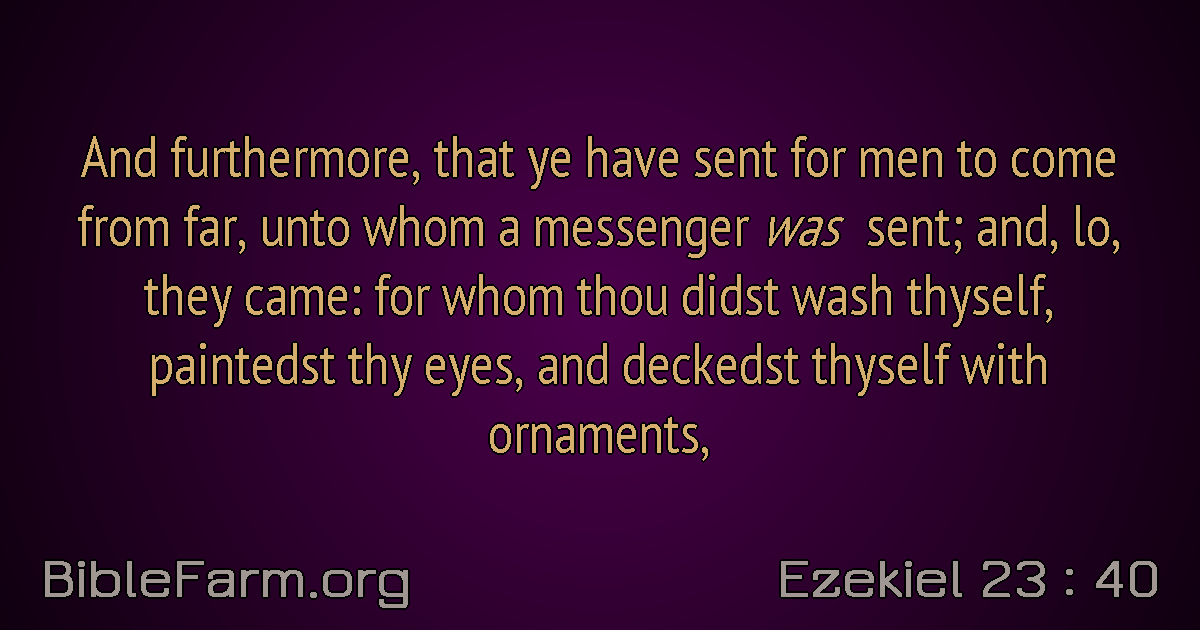 And furthermore, that ye have sent for men to come
from far, unto whom a messenger was sent; and, lo,
they came: for whom thou didst wash thyself,
paintedst thy eyes, and deckedst thyself with
ornaments,
BibleFarm.org
Ezekiel 23 : 40